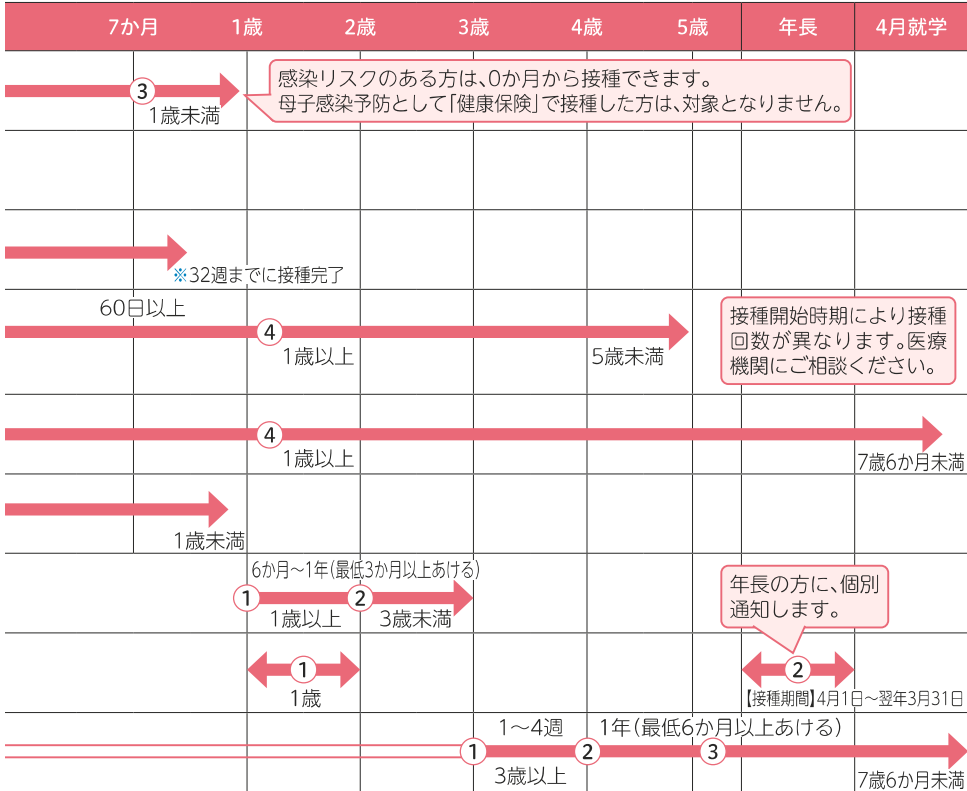 7か月 1歳 2歳 3歳 4歳 5歳 年長 4月就学
感染リスクのある方は、0か月から接種できます。
母子感染予防として「健康保険」で接種した方は、対象となりません。
③
1歳未満
※32週までに接種完了
60日以上
④
1歳以上
5歳未満
接種開始時期により接種
回数が異なります。医療
機関にご相談ください。
④
1歳以上
7歳6か月未満
1歳未満
6か月～1年(最低3か月以上あける)
① ②
1歳以上 3歳未満
年長の方に、個別
通知します。
① ②
1歳
【接種期間】4月1日～翌年3月31日
1～4週 1年(最低6か月以上あける)
① ② ③
3歳以上
7歳6か月未満